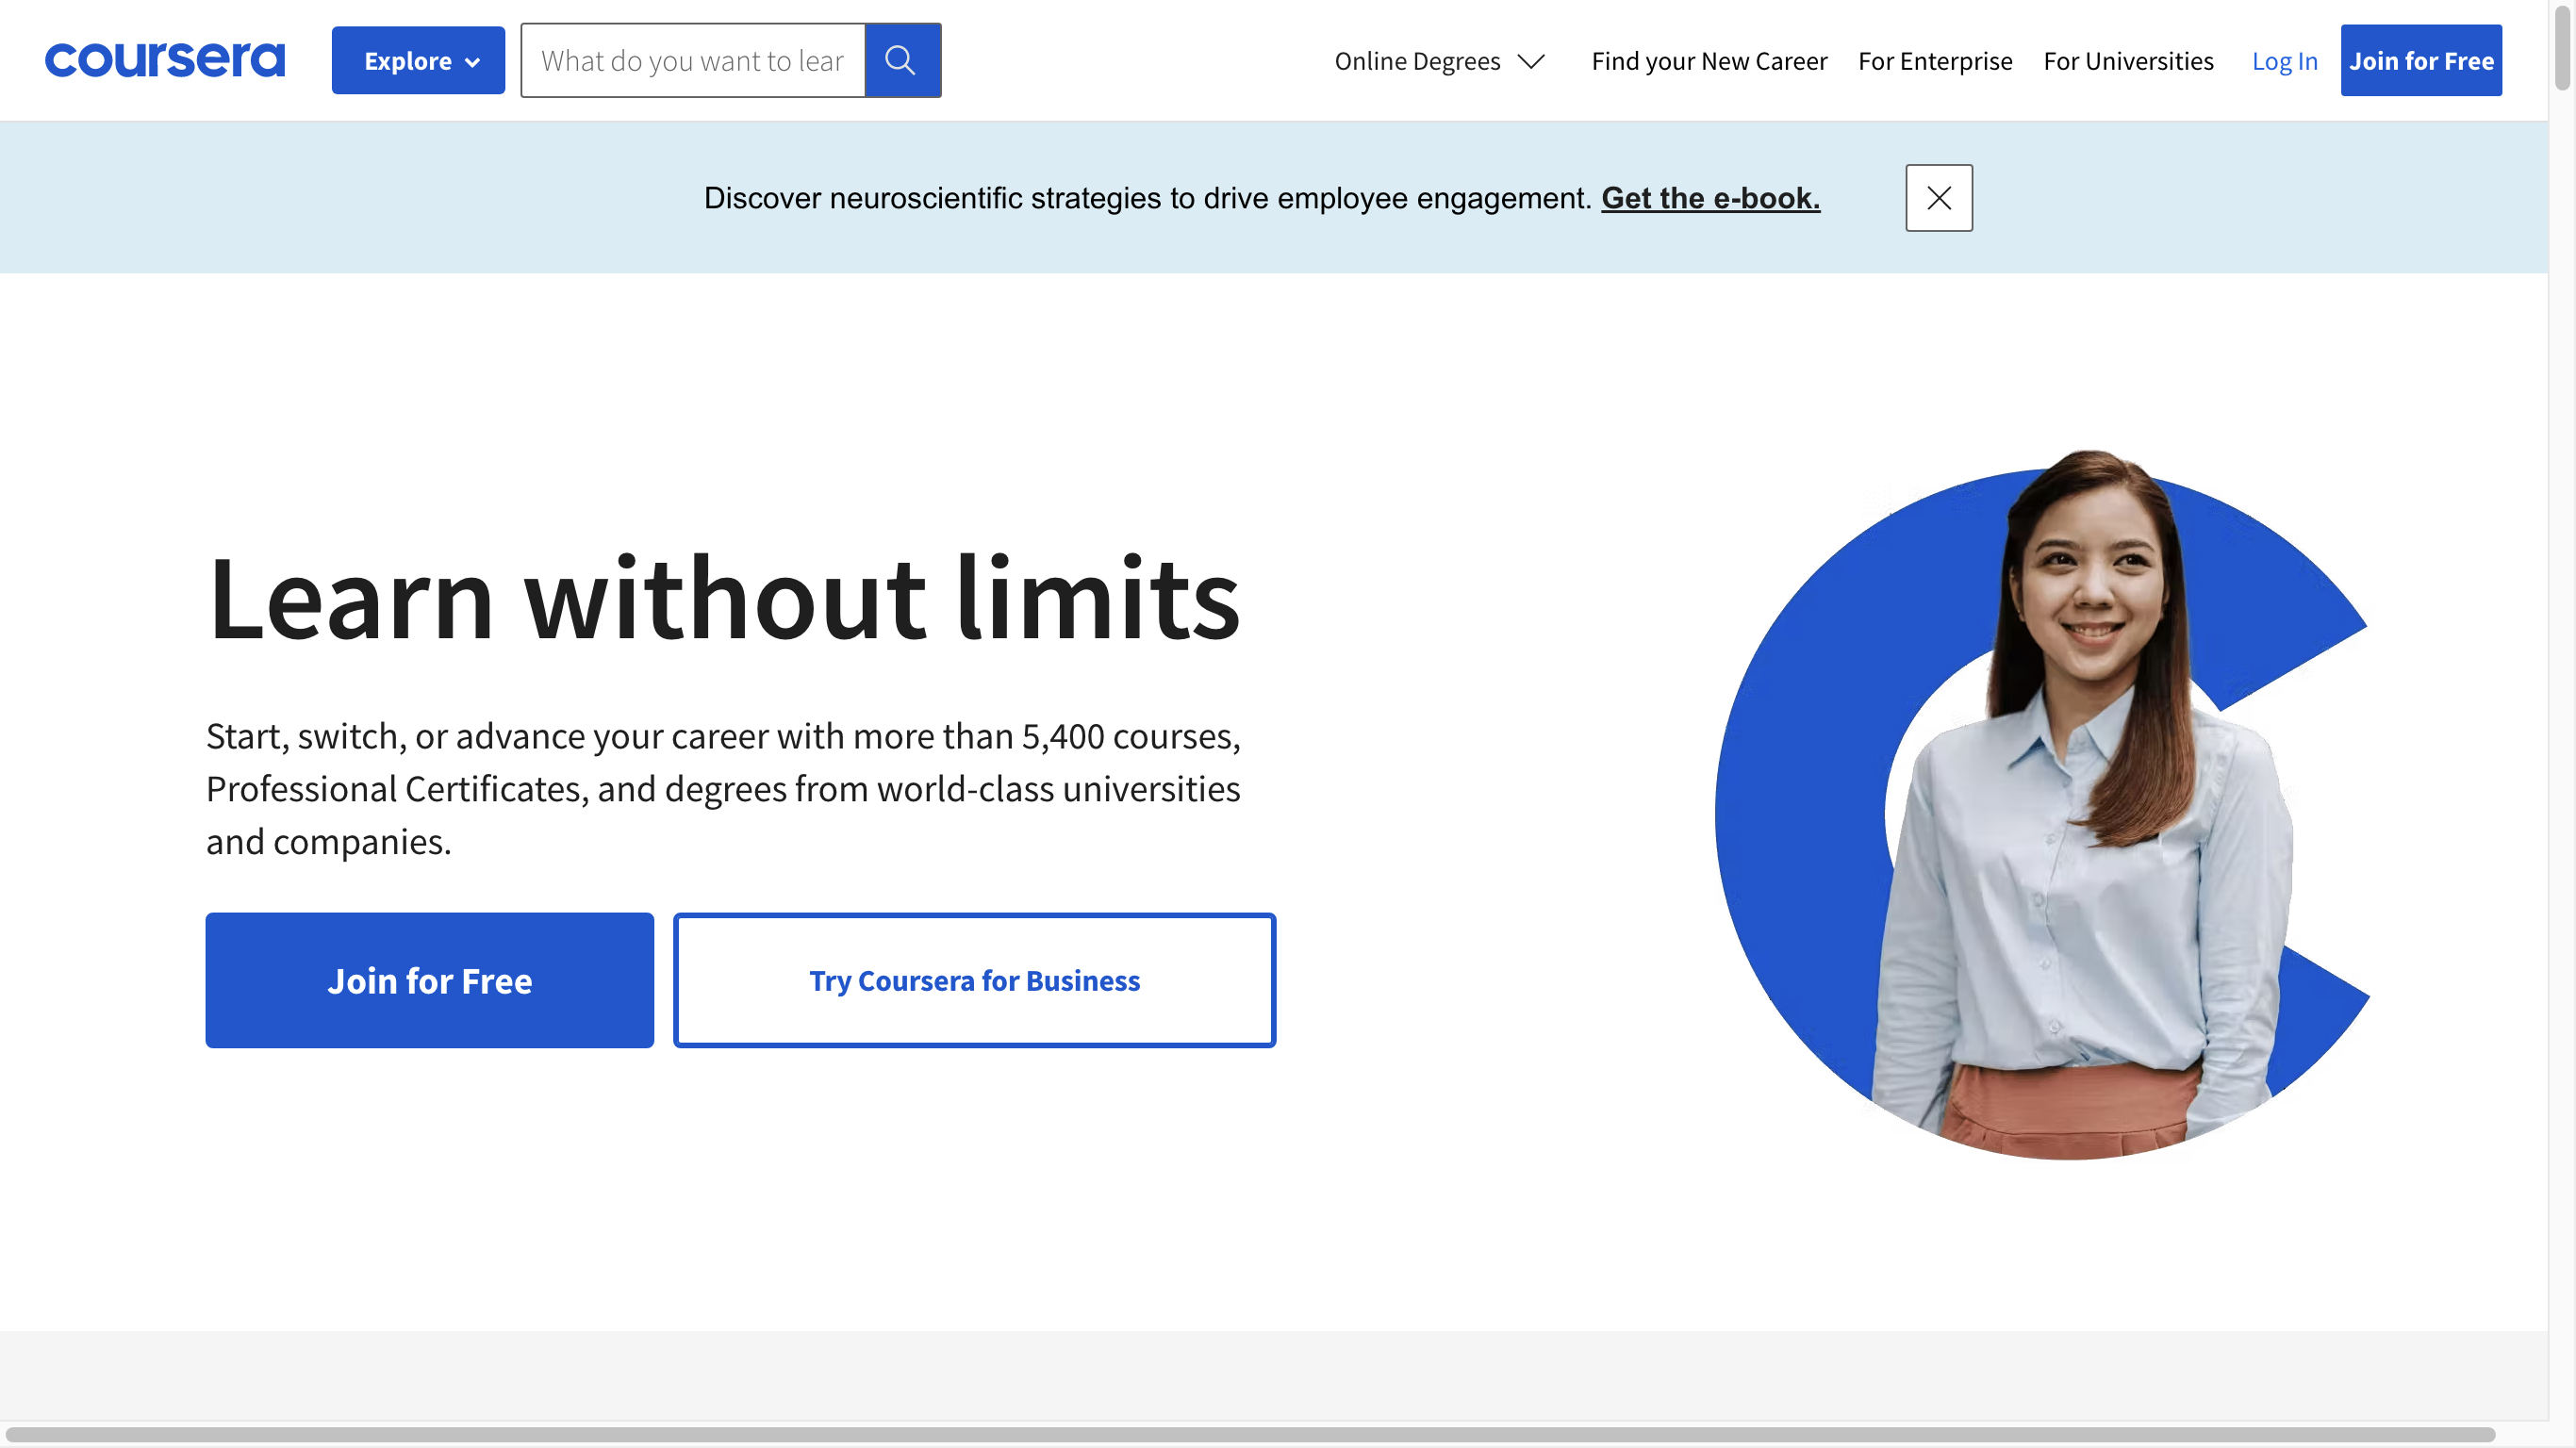 coursera
Explore
What do you want to lear
Online Degrees
Find your New Career
For Enterprise
For Universities
Log In
Join for Free
Discover neuroscientific strategies to drive employee engagement. Get the e-book.
Learn without limits
Start, switch, or advance your career with more than 5,400 courses,
Professional Certificates, and degrees from world-class universities
and companies.
Join for Free
Try Coursera for Business